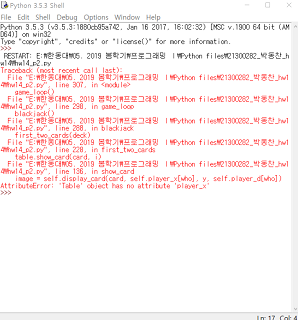 Python 3.5.3 Shell
File Edit Shell Debug Options Window Help
Python 3.5.3 (v3.5.3:1880cb95a742, Jan 16 2017, 16:02:32) [MSC v.1900 64 bit (AM
D64)] on win32
Type "copyright", "credits" or "license()" for more information.
>>>
RESTART: E:₩한동대₩05. 2019 봄학기₩프로그래밍 Ⅰ₩Python files₩21300282_박동찬_hw
14₩hw14_p2.py
Traceback (most recent call last):
File "E:₩한동대₩05. 2019 봄학기₩프로그래밍 Ⅰ₩Python files₩21300282_박동찬_hw1
4₩hw14_p2.py", line 307, in <module>
game_loop()
File "E:₩한동대₩05. 2019 봄학기₩프로그래밍 Ⅰ₩Python files₩21300282_박동찬_hw1
4₩hw14_p2.py", line 298, in game_loop
blackjack()
File "E:₩한동대₩05. 2019 봄학기₩프로그래밍 Ⅰ₩Python files₩21300282_박동찬_hw1
4₩hw14_p2.py", line 288, in blackjack
first_two_cards(deck)
File "E:₩한동대₩05. 2019 봄학기₩프로그래밍 Ⅰ₩Python files₩21300282_박동찬_hw1
4₩hw14_p2.py", line 228, in first_two_cards
table.show_card(card, i)
File "E:₩한동대₩05. 2019 봄학기₩프로그래밍 Ⅰ₩Python files₩21300282_박동찬_hw1
4₩hw14_p2.py", line 136, in show_card
image = self.display_card(card, self.player_x[who], y, self.player_d[who])
AttributeError: 'Table' object has no attribute 'player_x'
>>>
Ln: 17 Col: 4